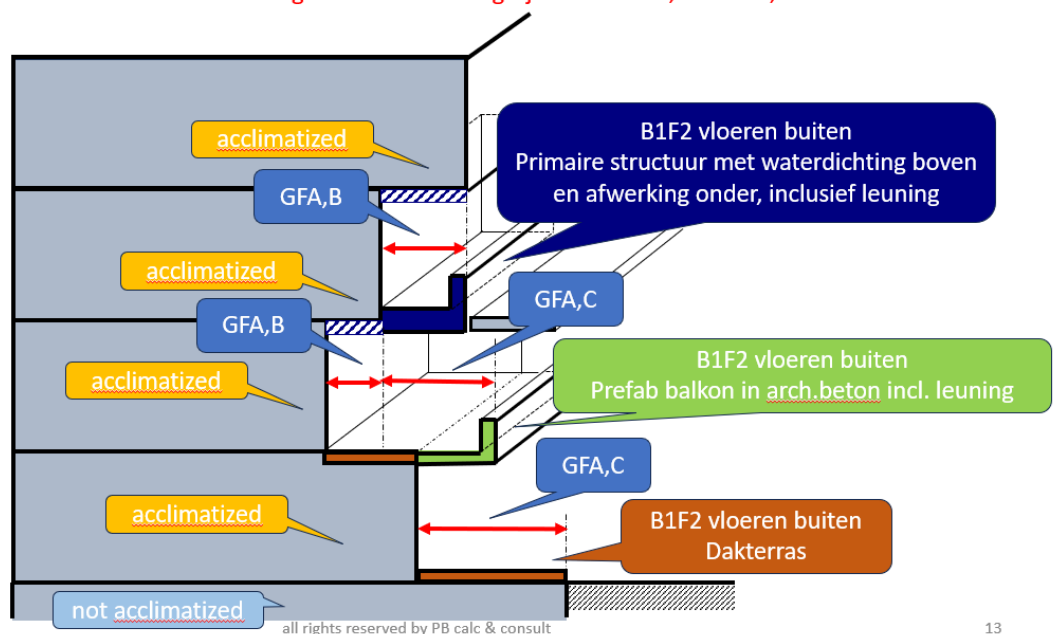 acclimatized
B1F2 vloeren buiten
Primaire structuur met waterdichting boven
en afwerking onder, inclusief leuning
GFA,B
acclimatized
GFA,C
GFA,B
B1F2 vloeren buiten
Prefab balkon in arch.beton incl. leuning
acclimatized
GFA,C
acclimatized
B1F2 vloeren buiten
Dakterras
not acclimatized
all rights reserved by PB calc & consult
13